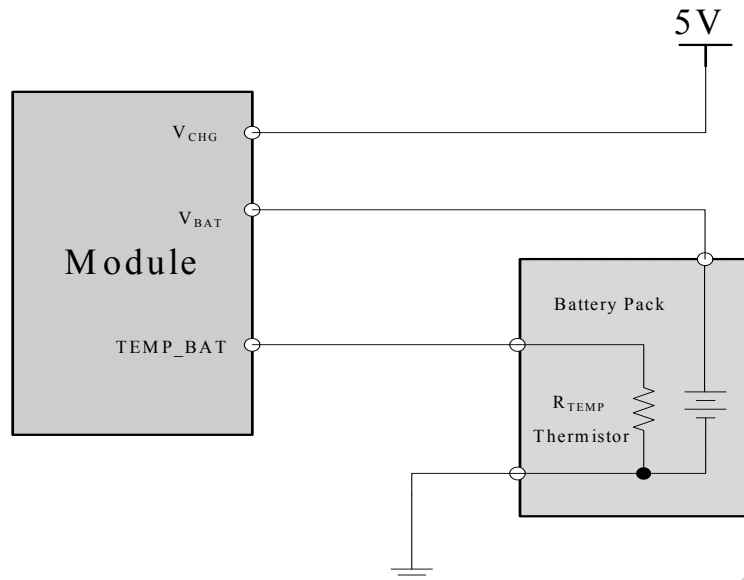 5V
VCHG
VBAT
Module
TEMP_BAT
Battery Pack
RTEMP
Thermistor